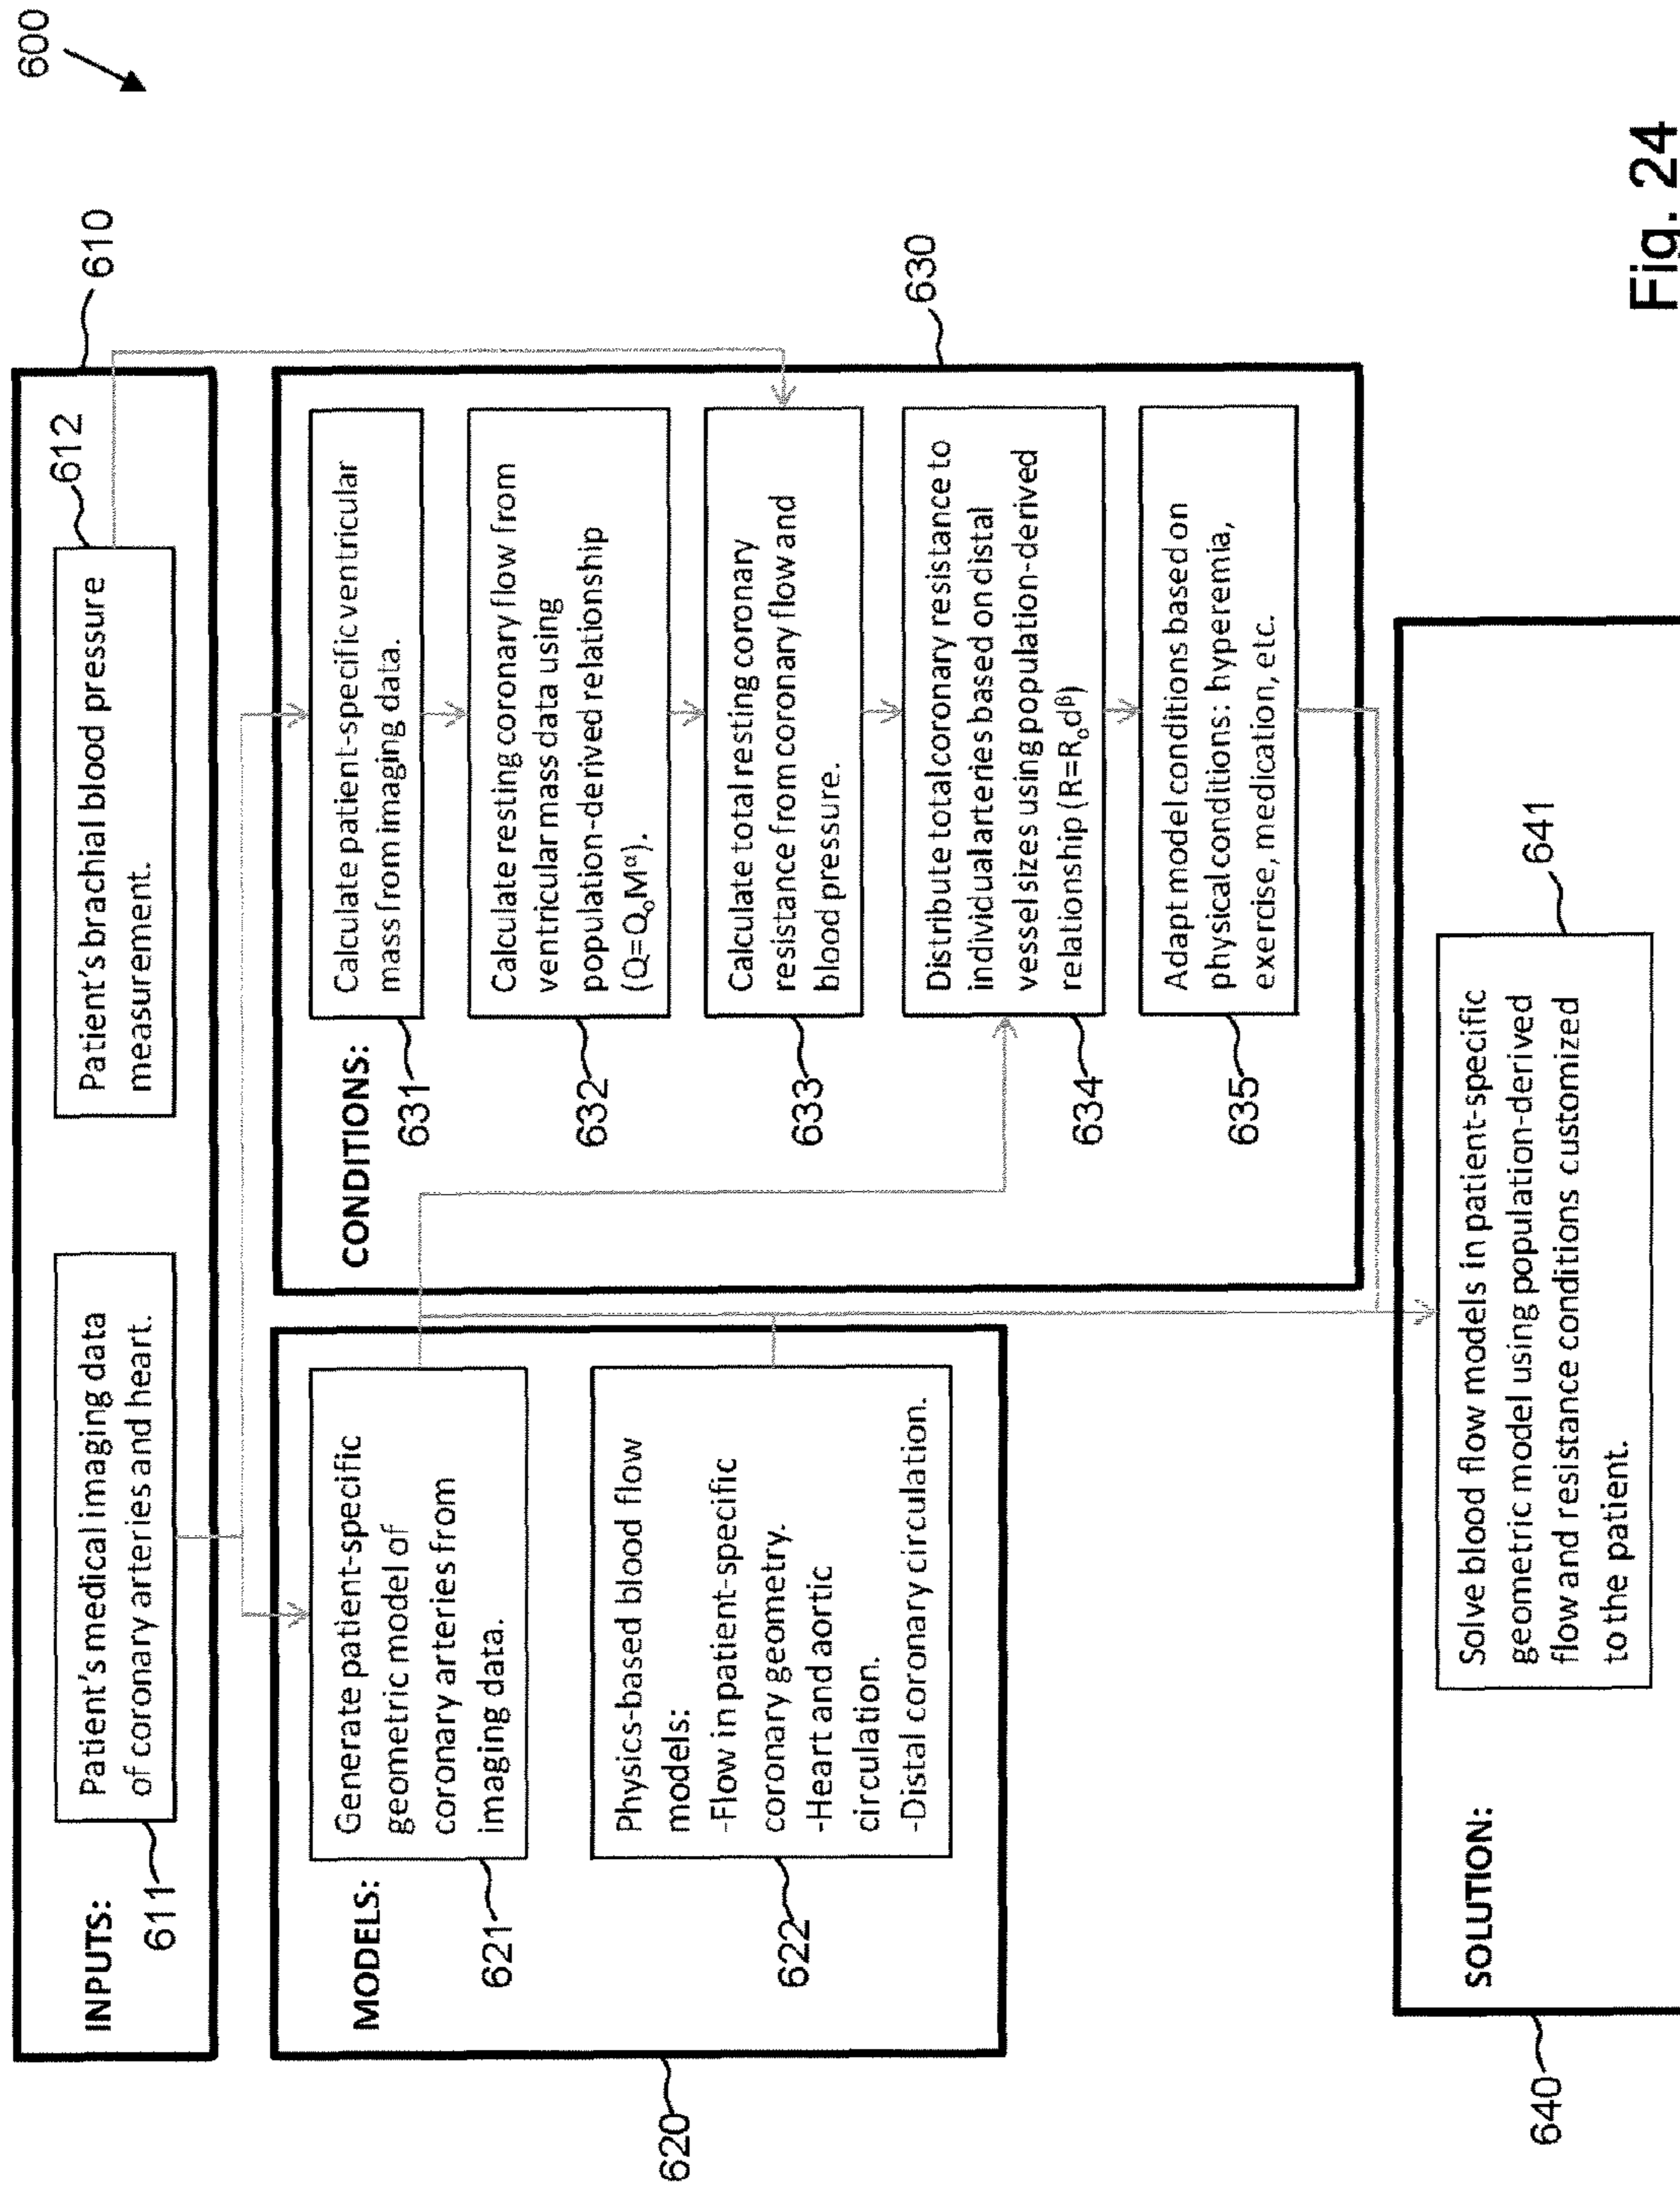 600
INPUTS:
610
611
Patient's medical imaging data
of coronary arteries and heart.
612
Patient's brachial blood pressure
measurement.
MODELS:
620
621
Generate patient-specific
geometric model of
coronary arteries from
imaging data.
622
Physics-based blood flow
models:
-Flow in patient-specific
coronary geometry.
-Heart and aortic
circulation.
-Distal coronary circulation.
CONDITIONS:
630
631
Calculate patient-specific ventricular
mass from imaging data.
632
Calculate resting coronary flow from
ventricular mass data using
population-derived relationship
(Q=QₒMᵅ).
633
Calculate total resting coronary
resistance from coronary flow and
blood pressure.
634
Distribute total coronary resistance to
individual arteries based on distal
vessel sizes using population-derived
relationship (R=Rₒdᵝ)
635
Adapt model conditions based on
physical conditions: hyperemia,
exercise, medication, etc.
SOLUTION:
640
641
Solve blood flow models in patient-specific
geometric model using population-derived
flow and resistance conditions customized
to the patient.
Fig. 24